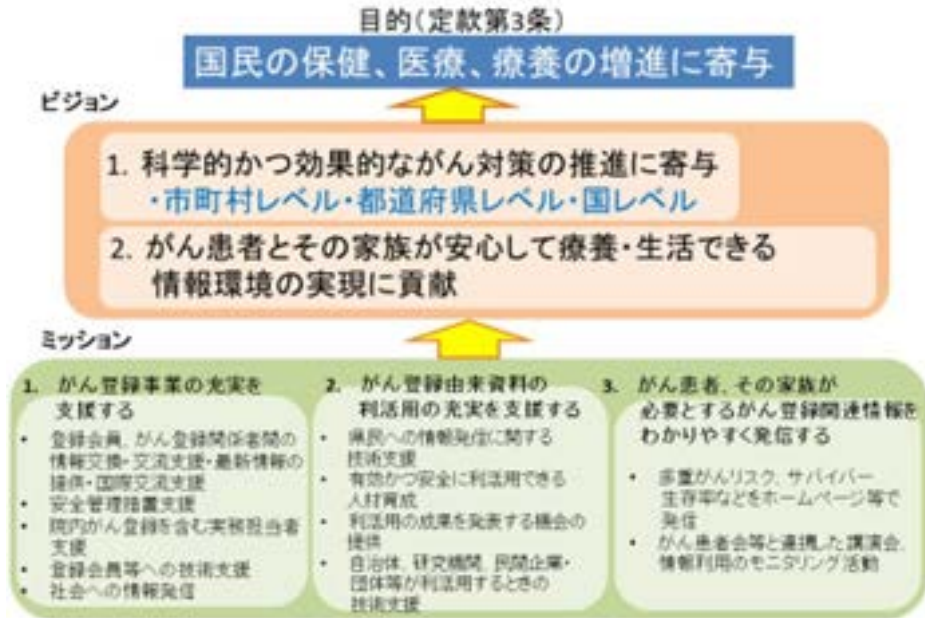 目的(定款第3条)
国民の保健、医療、療養の増進に寄与
ビジョン
1. 科学的かつ効果的ながん対策の推進に寄与
・市町村レベル・都道府県レベル・国レベル
2. がん患者とその家族が安心して療養・生活できる
情報環境の実現に貢献
ミッション
1. がん登録事業の充実を
支援する
• 登録会員、がん登録関係者間の
情報交換・交流支援・最新情報の
提供・国際交流支援
• 安全管理措置支援
• 院内がん登録を含む実務担当者
支援
• 登録会員等への技術支援
• 社会への情報発信
2. がん登録由来資料の
利活用の充実を支援する
• 県民への情報発信に関する
技術支援
• 有効かつ安全に利活用できる
人材育成
• 利活用の成果を発表する機会の
提供
• 自治体、研究機関、民間企業・
団体等が利活用するときの
技術支援
3. がん患者、その家族が
必要とするがん登録関連情報を
わかりやすく発信する
• 多重がんリスク、サバイバー
生存率などをホームページ等で
発信
• がん患者会等と連携した講演会、
情報利用のモニタリング活動